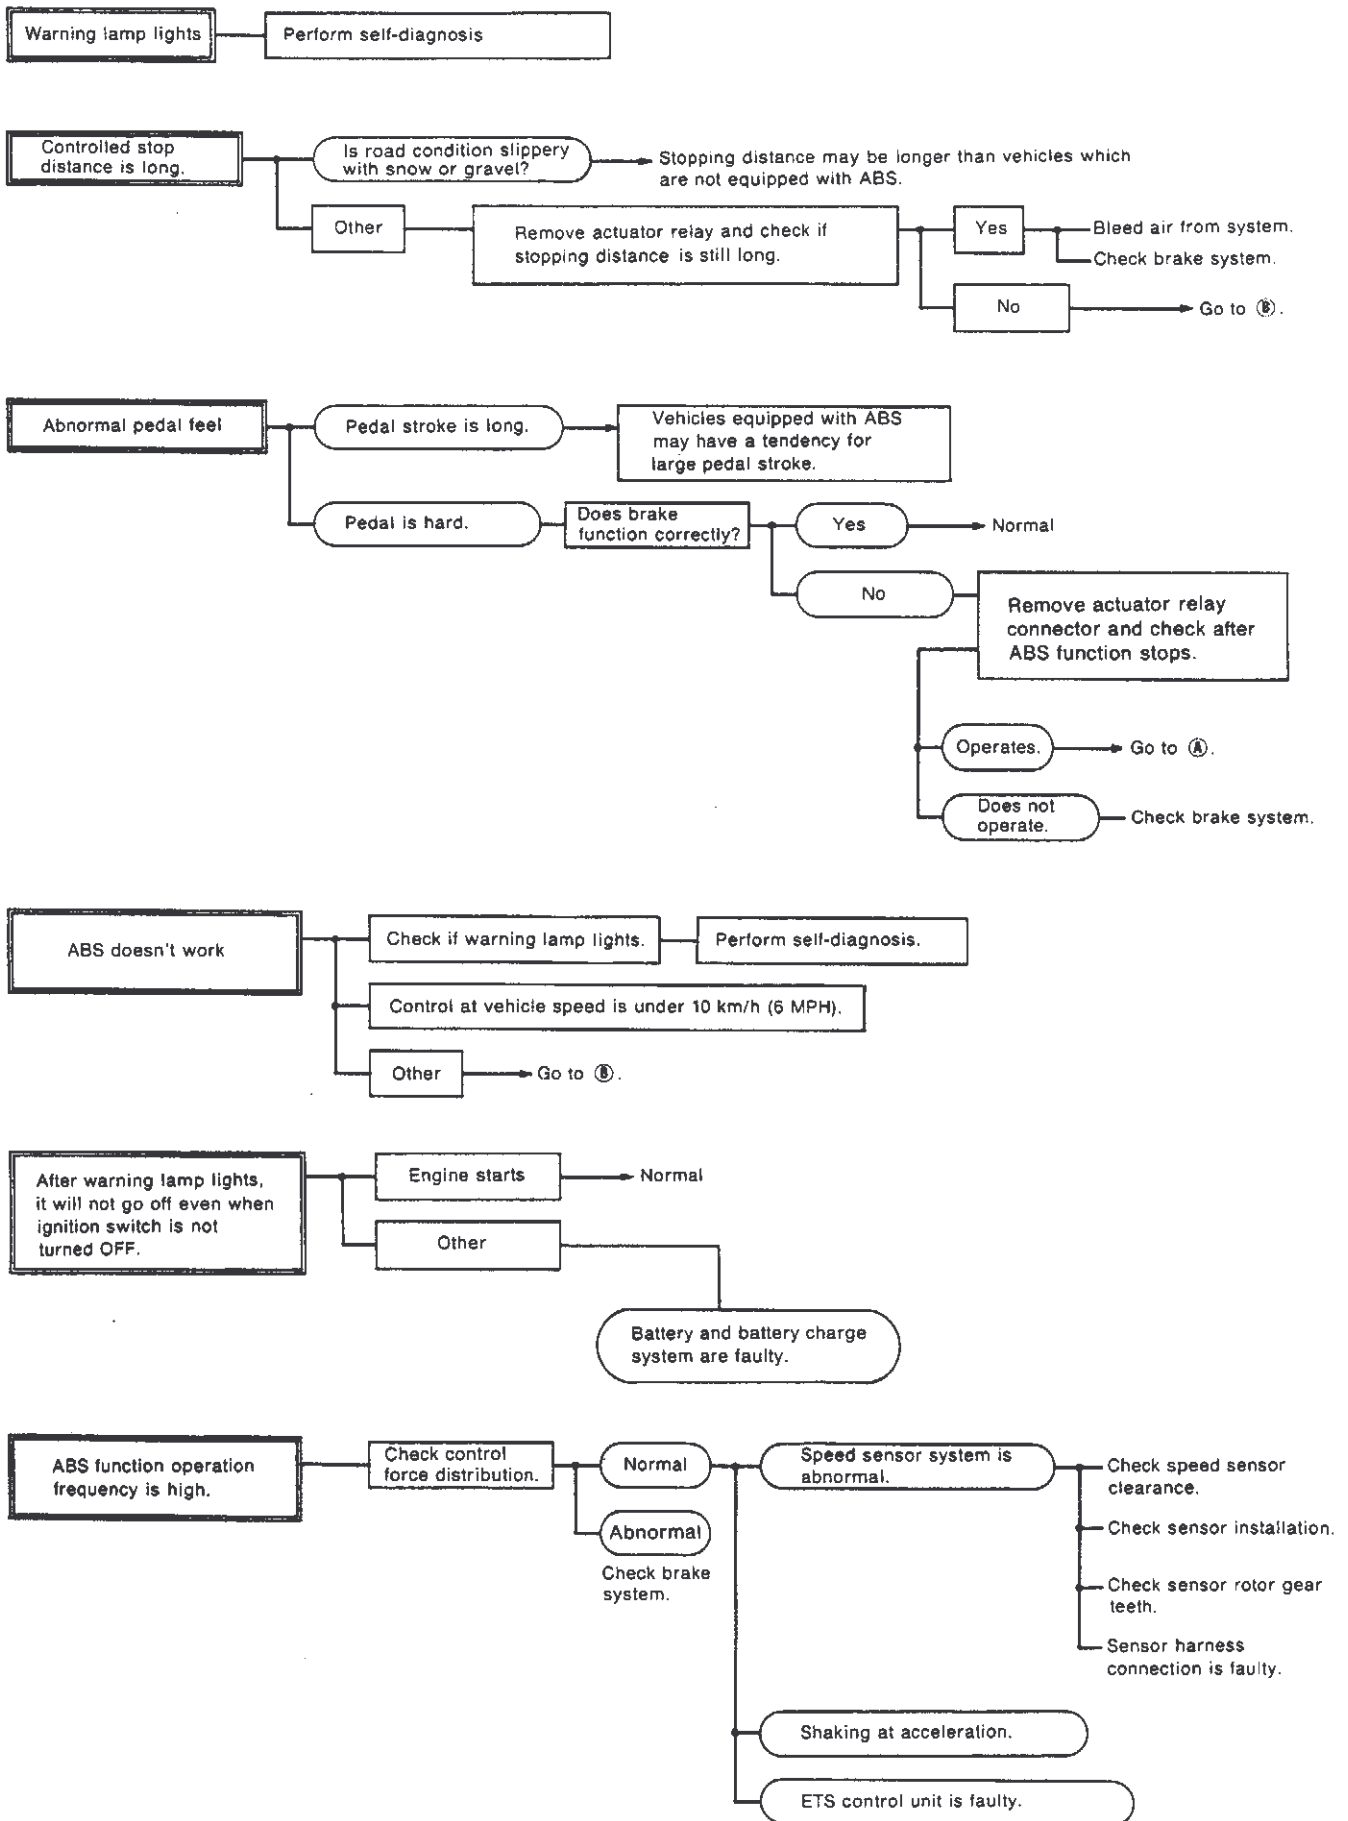 Warning lamp lights
Perform self-diagnosis
Controlled stop
distance is long.
Is road condition slippery
with snow or gravel?
Stopping distance may be longer than vehicles which
are not equipped with ABS.
Other
Remove actuator relay and check if
stopping distance is still long.
Yes
Bleed air from system.
Check brake system.
No
Go to Ⓑ.
Abnormal pedal feel
Pedal stroke is long.
Vehicles equipped with ABS
may have a tendency for
large pedal stroke.
Pedal is hard.
Does brake
function correctly?
Yes
Normal
No
Remove actuator relay
connector and check after
ABS function stops.
Operates.
Go to Ⓐ.
Does not
operate.
Check brake system.
ABS doesn't work
Check if warning lamp lights.
Perform self-diagnosis.
Control at vehicle speed is under 10 km/h (6 MPH).
Other
Go to Ⓑ.
After warning lamp lights,
it will not go off even when
ignition switch is not
turned OFF.
Engine starts
Normal
Other
Battery and battery charge
system are faulty.
ABS function operation
frequency is high.
Check control
force distribution.
Normal
Speed sensor system is
abnormal.
Check speed sensor
clearance.
Check sensor installation.
Abnormal
Check brake
system.
Check sensor rotor gear
teeth.
Sensor harness
connection is faulty.
Shaking at acceleration.
ETS control unit is faulty.